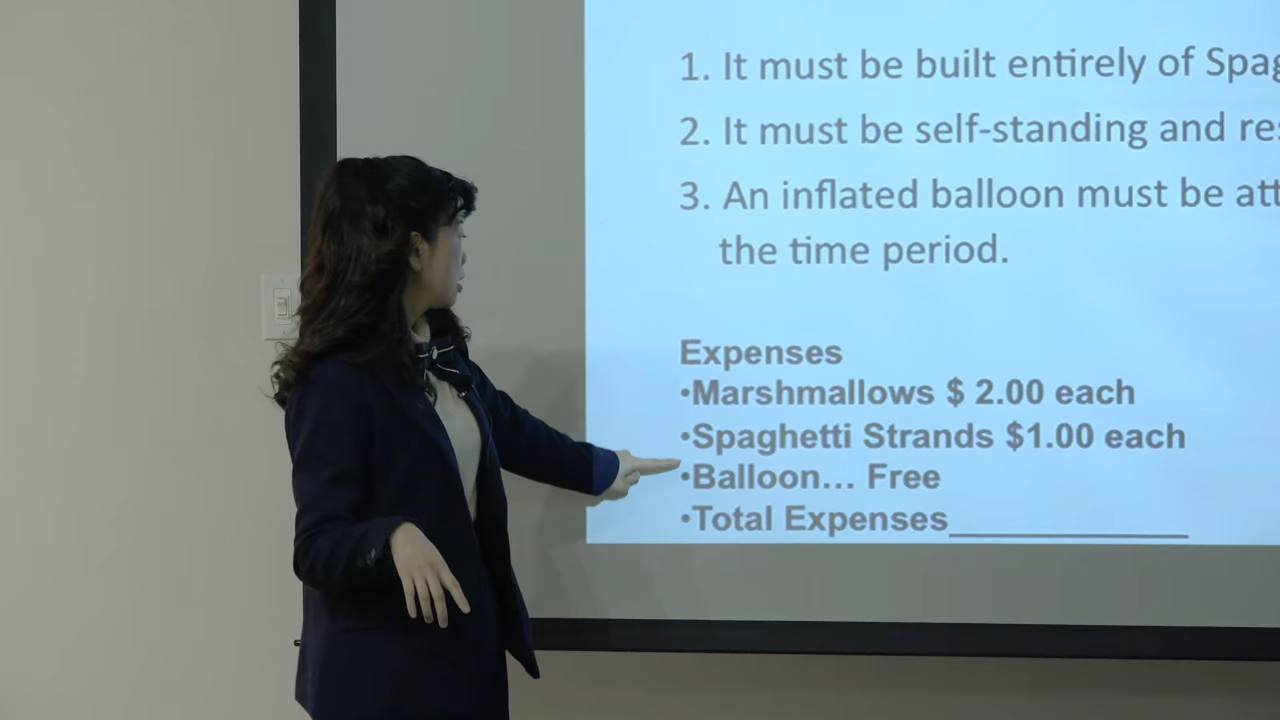 1. It must be built entirely of
2. It must be self-standing and
3. An inflated balloon must be
the time period.
Expenses
•Marshmallows $ 2.00 each
•Spaghetti Strands $1.00 each
•Balloon... Free
•Total Expenses____________